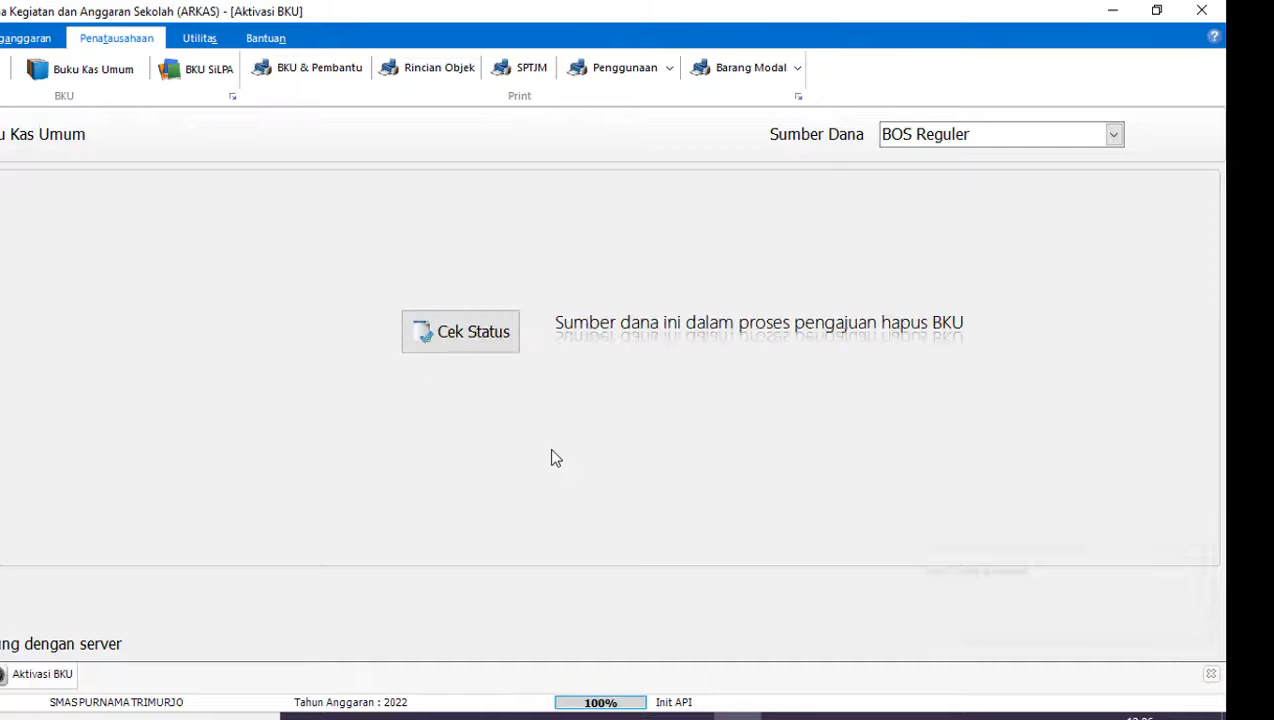 a Kegiatan dan Anggaran Sekolah (ARKAS) - [Aktivasi BKU]
ganggaran Penatausahaan Utilitas Bantuan
Buku Kas Umum BKU SiLPA BKU & Pembantu Rincian Objek SPTJM Penggunaan Barang Modal
BKU Print
u Kas Umum Sumber Dana BOS Reguler
Cek Status Sumber dana ini dalam proses pengajuan hapus BKU
ng dengan server
Aktivasi BKU
SMAS PURNAMA TRIMURJO Tahun Anggaran : 2022 100% Init API